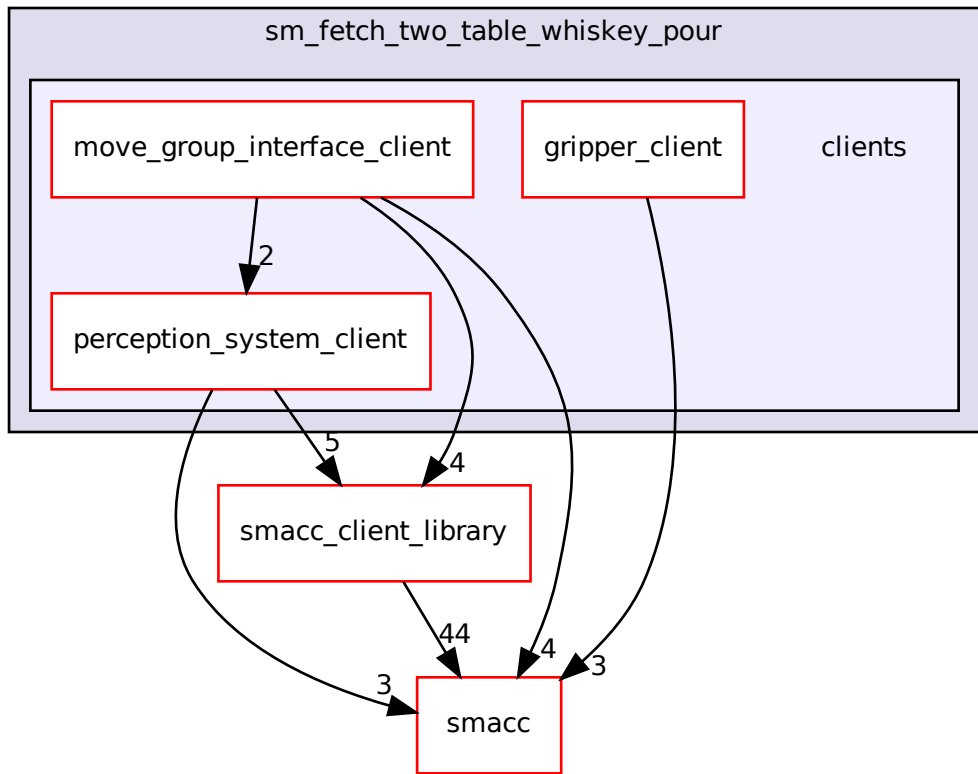 sm_fetch_two_table_whiskey_pour
move_group_interface_client
gripper_client
clients
2
perception_system_client
5
4
smacc_client_library
44
4
3
3
smacc